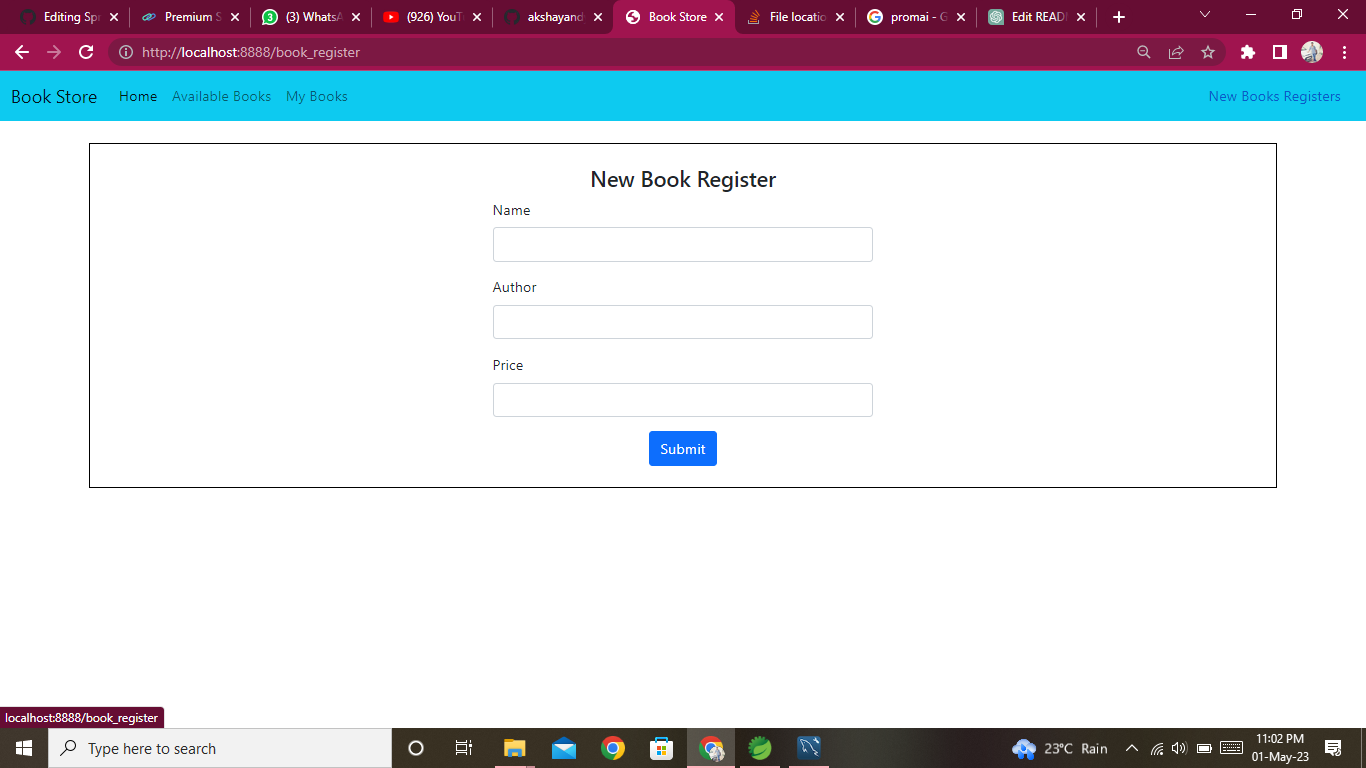 Editing Spr
Premium S
(3) WhatsA
(926) YouT
akshayand
Book Store
File locatio
promai - G
Edit READ
http://localhost:8888/book_register
Book Store
Home
Available Books
My Books
New Books Registers
New Book Register
Name
Author
Price
Submit
localhost:8888/book_register
Type here to search
23°C Rain
11:02 PM
01-May-23